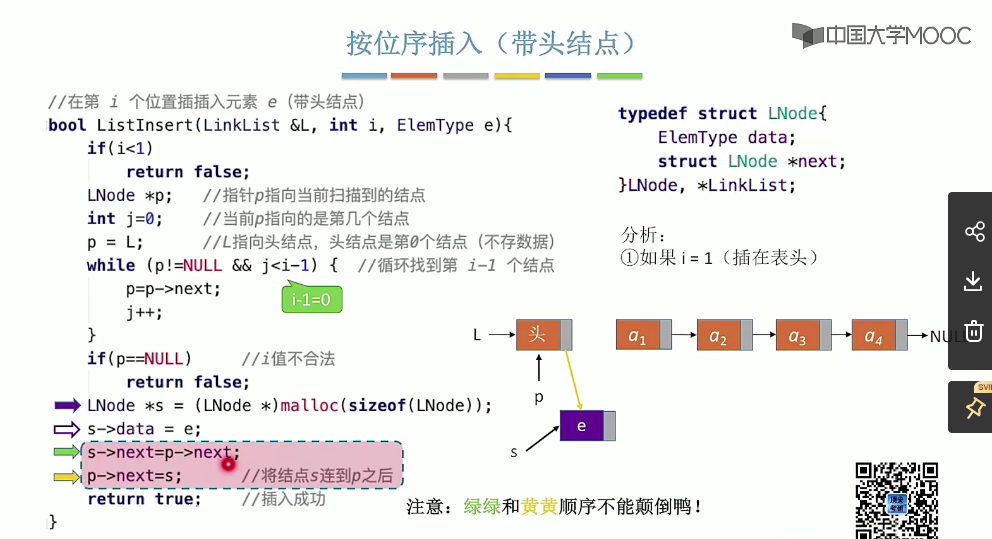 按位序插入（带头结点）
中国大学MOOC
//在第 i 个位置插插入元素 e（带头结点）
bool ListInsert(LinkList &L, int i, ElemType e){
if(i<1)
return false;
LNode *p; //指针p指向当前扫描到的结点
int j=0; //当前p指向的是第几个结点
p = L; //L指向头结点，头结点是第0个结点（不存数据）
while (p!=NULL && j<i-1) { //循环找到第 i-1 个结点
p=p->next;
i-1=0
j++;
}
if(p==NULL) //i值不合法
return false;
LNode *s = (LNode *)malloc(sizeof(LNode));
s->data = e;
s->next=p->next;
p->next=s; //将结点s连到p之后
return true; //插入成功
}
typedef struct LNode{
ElemType data;
struct LNode *next;
}LNode, *LinkList;
分析：
①如果 i = 1（插在表头）
L 头 a1 a2 a3 a4 NULL
p
e
s
注意：绿绿和黄黄顺序不能颠倒鸭！
SVIP